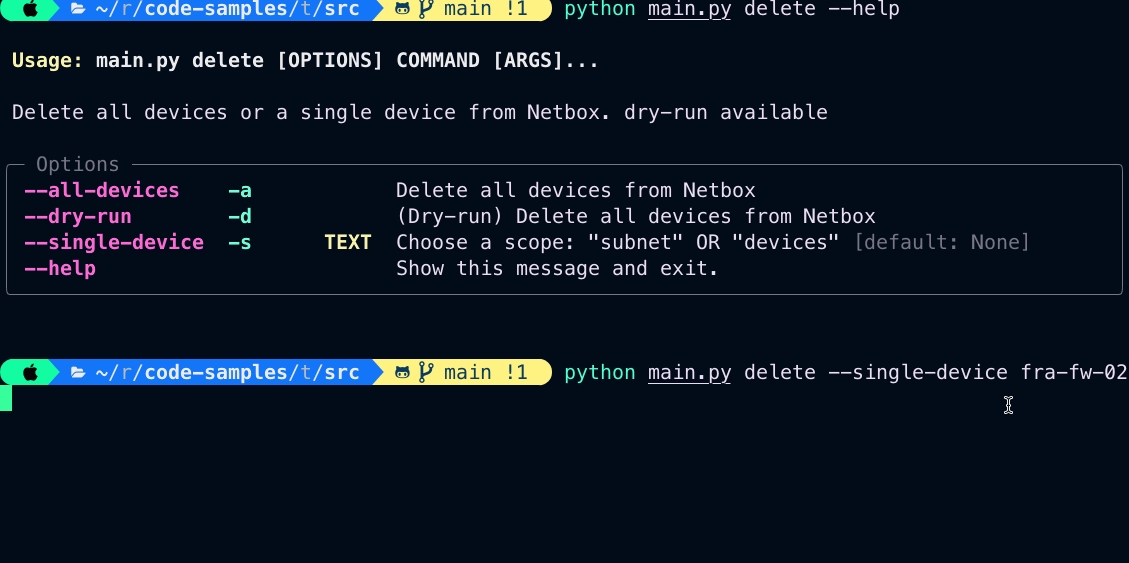 ~/r/code-samples/t/src main !1 python main.py delete --help
Usage: main.py delete [OPTIONS] COMMAND [ARGS]...
Delete all devices or a single device from Netbox. dry-run available
Options
--all-devices -a Delete all devices from Netbox
--dry-run -d (Dry-run) Delete all devices from Netbox
--single-device -s TEXT Choose a scope: "subnet" OR "devices" [default: None]
--help Show this message and exit.
~/r/code-samples/t/src main !1 python main.py delete --single-device fra-fw-02